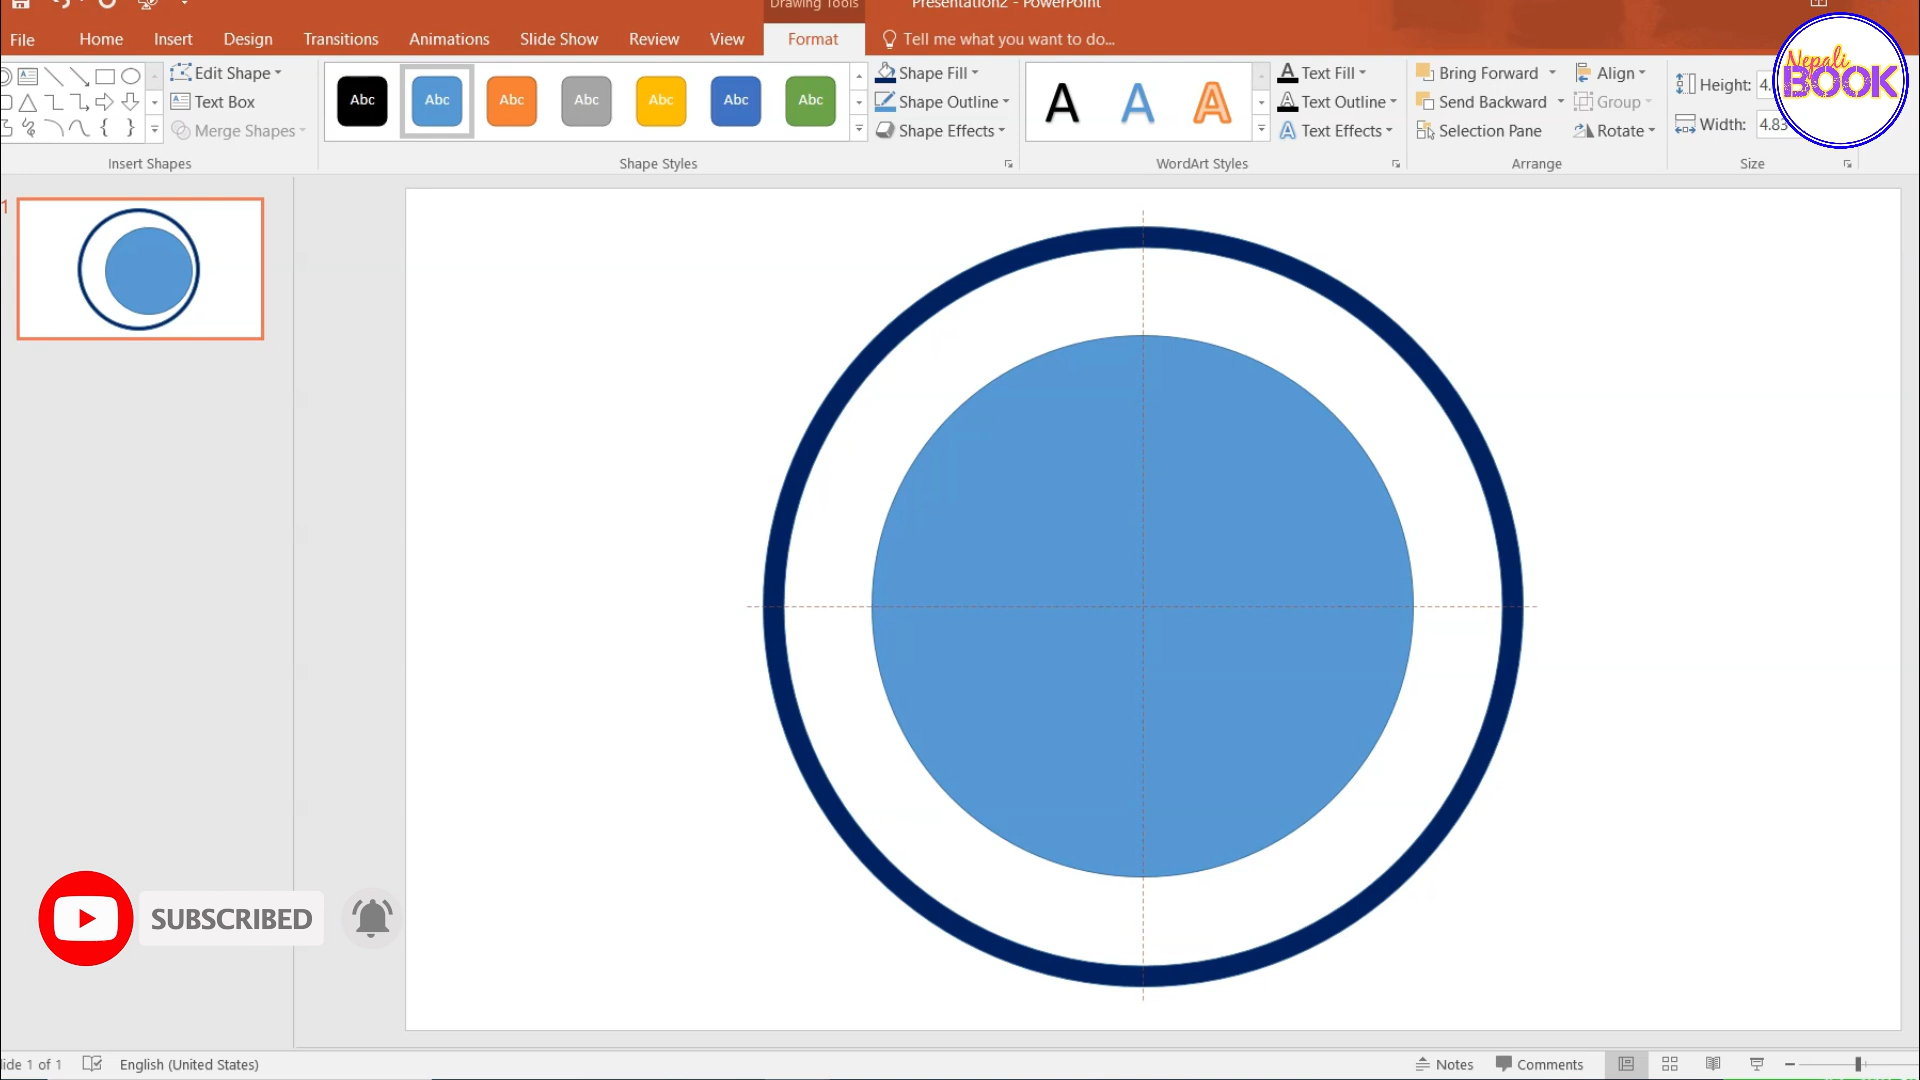 Drawing Tools
Presentation2 - PowerPoint
File Home Insert Design Transitions Animations Slide Show Review View Format Tell me what you want to do...
Edit Shape
Text Box
Merge Shapes
Insert Shapes
Abc Abc Abc Abc Abc Abc Abc
Shape Styles
Shape Fill
Shape Outline
Shape Effects
A A A
WordArt Styles
Text Fill
Text Outline
Text Effects
Bring Forward
Send Backward
Selection Pane
Align
Group
Rotate
Arrange
Height: 4.
Width: 4.83
Size
Nepali
BOOK
1
SUBSCRIBED
lide 1 of 1 English (United States) Notes Comments